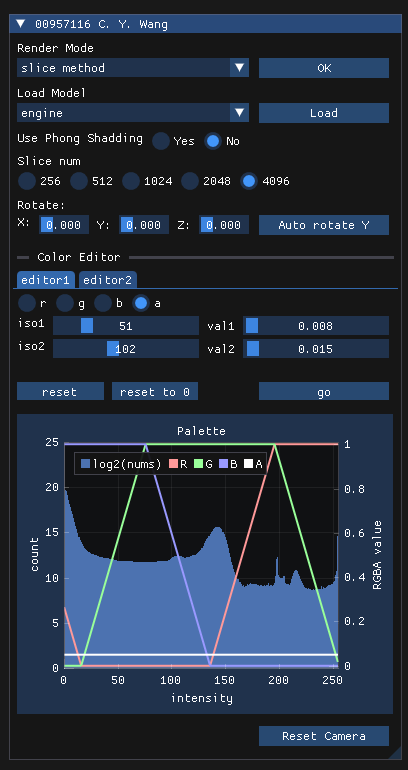 00957116 C. Y. Wang
Render Mode
slice method OK
Load Model
engine Load
Use Phong Shadding Yes No
Slice num
256 512 1024 2048 4096
Rotate:
X: 0.000 Y: 0.000 Z: 0.000 Auto rotate Y
Color Editor
editor1 editor2
r g b a
iso1 51 val1 0.008
iso2 102 val2 0.015
reset reset to 0 go
Palette
log2(nums) R G B A
count
25
20
15
10
5
0
1
0.8
0.6
0.4
0.2
0
RGBA value
0 50 100 150 200 250
intensity
Reset Camera